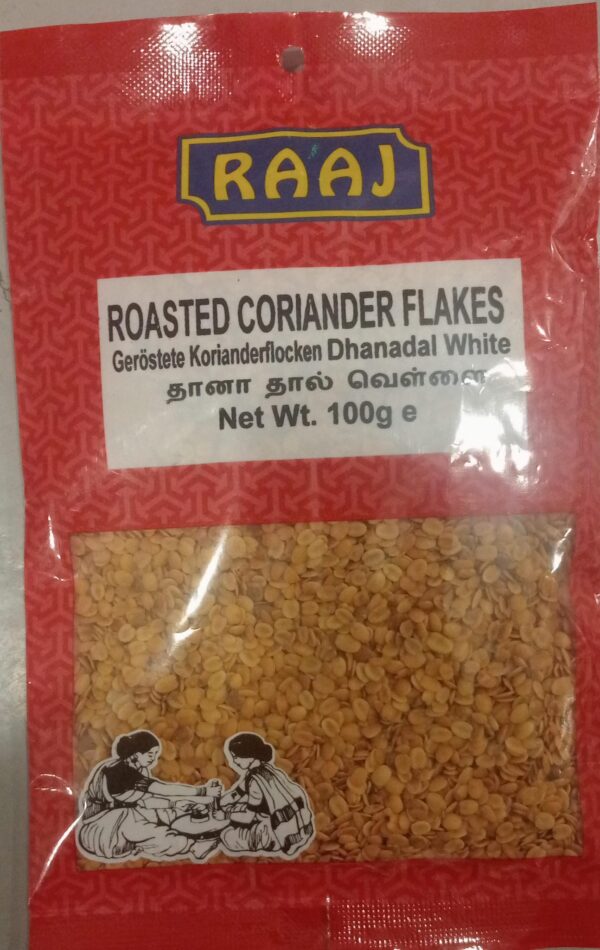 RAAJ
ROASTED CORIANDER FLAKES
Geröstete Korianderflocken Dhanadal White
தானா தால் வெள்ளை
Net Wt. 100g e